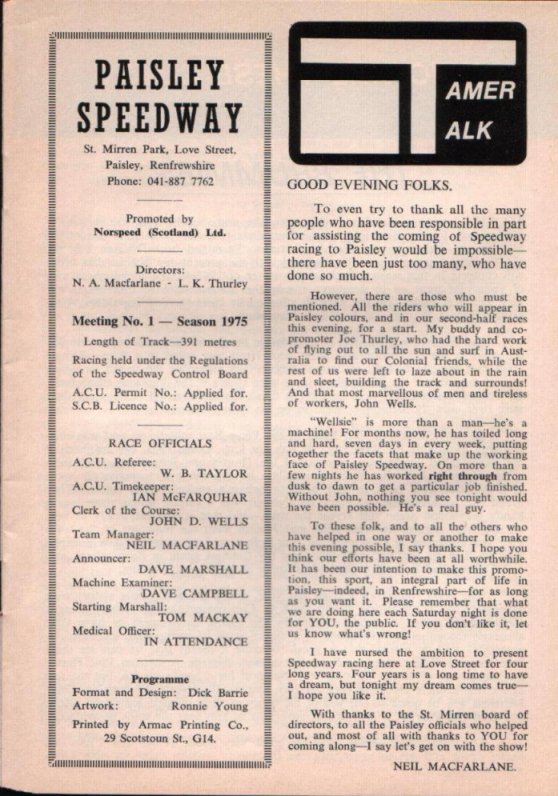 PAISLEY
SPEEDWAY
St. Mirren Park, Love Street,
Paisley, Renfrewshire
Phone: 041-887 7762
Promoted by
Norspeed (Scotland) Ltd.
Directors:
N. A. Macfarlane - L. K. Thurley
Meeting No. 1 — Season 1975
Length of Track—391 metres
Racing held under the Regulations
of the Speedway Control Board
A.C.U. Permit No.: Applied for.
S.C.B. Licence No.: Applied for.
RACE OFFICIALS
A.C.U. Referee:
W. B. TAYLOR
A.C.U. Timekeeper:
IAN McFARQUHAR
Clerk of the Course:
JOHN D. WELLS
Team Manager:
NEIL MACFARLANE
Announcer:
DAVE MARSHALL
Machine Examiner:
DAVE CAMPBELL
Starting Marshall:
TOM MACKAY
Medical Officer:
IN ATTENDANCE
Programme
Format and Design: Dick Barrie
Artwork: Ronnie Young
Printed by Armac Printing Co.,
29 Scotstoun St., G14.
T
AMER
ALK
GOOD EVENING FOLKS.
To even try to thank all the many
people who have been responsible in part
for assisting the coming of Speedway
racing to Paisley would be impossible—
there have been just too many, who have
done so much.
However, there are those who must be
mentioned. All the riders who will appear in
Paisley colours, and in our second-half races
this evening, for a start. My buddy and co-
promoter Joe Thurley, who had the hard work
of flying out to all the sun and surf in Aust-
ralia to find our Colonial friends, while the
rest of us were left to laze about in the rain
and sleet, building the track and surrounds!
And that most marvellous of men and tireless
of workers, John Wells.
"Wellsie" is more than a man—he's a
machine! For months now, he has toiled long
and hard, seven days in every week, putting
together the facets that make up the working
face of Paisley Speedway. On more than a
few nights he has worked right through from
dusk to dawn to get a particular job finished.
Without John, nothing you see tonight would
have been possible. He's a real guy.
To these folk, and to all the others who
have helped in one way or another to make
this evening possible, I say thanks. I hope you
think our efforts have been at all worthwhile.
It has been our intention to make this promo-
tion, this sport, an integral part of life in
Paisley—indeed, in Renfrewshire—for as long
as you want it. Please remember that what
we are doing here each Saturday night is done
for YOU, the public. If you don't like it, let
us know what's wrong!
I have nursed the ambition to present
Speedway racing here at Love Street for four
long years. Four years is a long time to have
a dream, but tonight my dream comes true—
I hope you like it.
With thanks to the St. Mirren board of
directors, to all the Paisley officials who helped
out, and most of all with thanks to YOU for
coming along—I say let's get on with the show!
NEIL MACFARLANE.